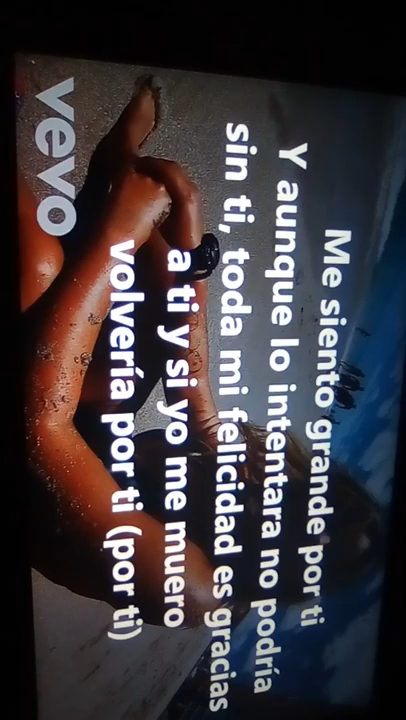 Me siento grande por ti
Y aunque lo intentara no podría
sin ti, toda mi felicidad es gracias
a ti y si yo me muero
volvería por ti (por ti)
vevo